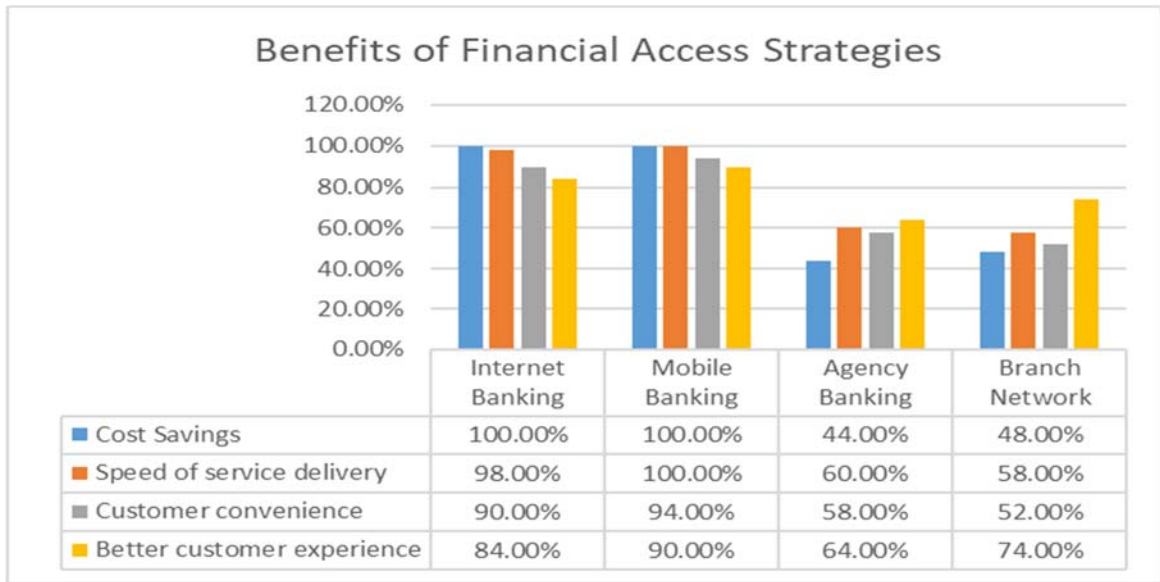 Benefits of Financial Access Strategies
120.00%
100.00%
80.00%
60.00%
40.00%
20.00%
0.00%
Internet Banking Mobile Banking Agency Banking Branch Network
Cost Savings 100.00% 100.00% 44.00% 48.00%
Speed of service delivery 98.00% 100.00% 60.00% 58.00%
Customer convenience 90.00% 94.00% 58.00% 52.00%
Better customer experience 84.00% 90.00% 64.00% 74.00%